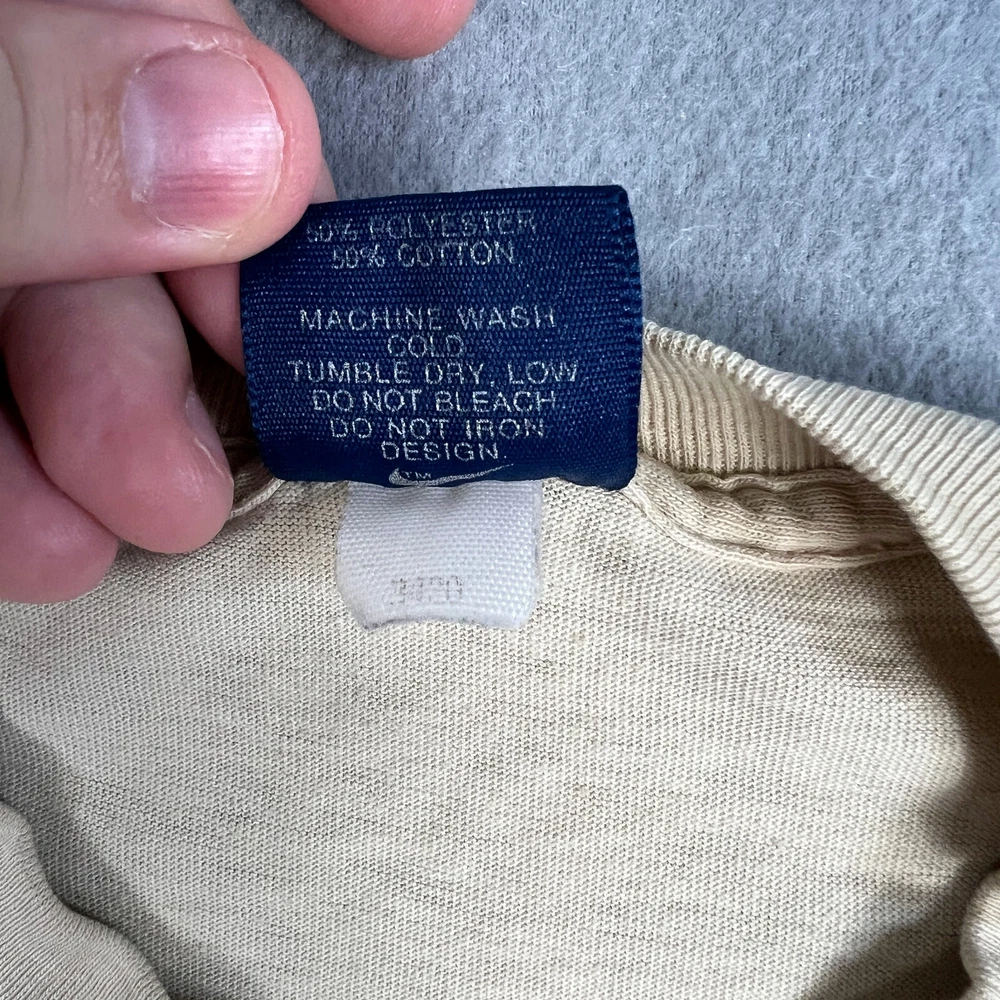 50% POLYESTER
50% COTTON
MACHINE WASH
COLD.
TUMBLE DRY, LOW
DO NOT BLEACH
DO NOT IRON
DESIGN.
TM